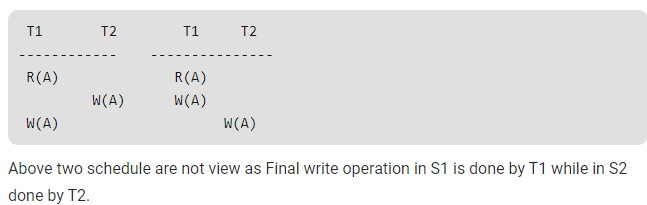 T1 T2 T1 T2
------------ ---------------
R(A) R(A)
W(A) W(A)
W(A) W(A)
Above two schedule are not view as Final write operation in S1 is done by T1 while in S2
done by T2.